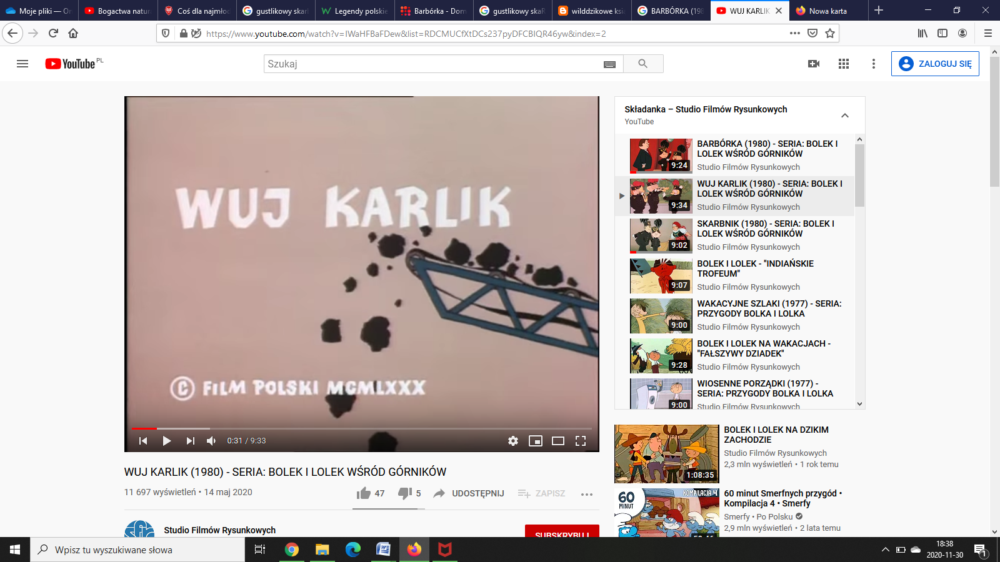 Moje pliki — On
Bogactwa natur
Coś dla najmłod
gustlikowy skar
Legendy polskie
Barbórka - Dom
gustlikowy skaR
wilddzikowe ksi
BARBÓRKA (198
WUJ KARLIK
Nowa karta
https://www.youtube.com/watch?v=IWaHFBaFDew&list=RDCMUCfXtDCs237pyDFCBIQR46yw&index=2
YouTube PL
Szukaj
ZALOGUJ SIĘ
WUJ KARLIK
© FILM POLSKI MCMLXXX
0:31 / 9:33
WUJ KARLIK (1980) - SERIA: BOLEK I LOLEK WŚRÓD GÓRNIKÓW
11 697 wyświetleń • 14 maj 2020
47
5
UDOSTĘPNIJ
ZAPISZ
Studio Filmów Rysunkowych
SUBSKRYBUJ
Składanka – Studio Filmów Rysunkowych
YouTube
9:24
BARBÓRKA (1980) - SERIA: BOLEK I
LOLEK WŚRÓD GÓRNIKÓW
Studio Filmów Rysunkowych
9:34
WUJ KARLIK (1980) - SERIA: BOLEK I
LOLEK WŚRÓD GÓRNIKÓW
Studio Filmów Rysunkowych
9:02
SKARBNIK (1980) - SERIA: BOLEK I
LOLEK WŚRÓD GÓRNIKÓW
Studio Filmów Rysunkowych
9:07
BOLEK I LOLEK - "INDIAŃSKIE
TROFEUM"
Studio Filmów Rysunkowych
9:00
WAKACYJNE SZLAKI (1977) - SERIA:
PRZYGODY BOLKA I LOLKA
Studio Filmów Rysunkowych
9:28
BOLEK I LOLEK NA WAKACJACH -
"FAŁSZYWY DZIADEK"
Studio Filmów Rysunkowych
9:00
WIOSENNE PORZĄDKI (1977) -
SERIA: PRZYGODY BOLKA I LOLKA
Studio Filmów Rysunkowych
1:08:35
BOLEK I LOLEK NA DZIKIM
ZACHODZIE
Studio Filmów Rysunkowych
2,3 mln wyświetleń • 1 rok temu
60
MINUT
KOMPILACJA 4
60 minut Smerfnych przygód •
Kompilacja 4 • Smerfy
Smerfy • Po Polsku
2,9 mln wyświetleń • 2 lata temu
Wpisz tu wyszukiwane słowa
18:38
2020-11-30
1